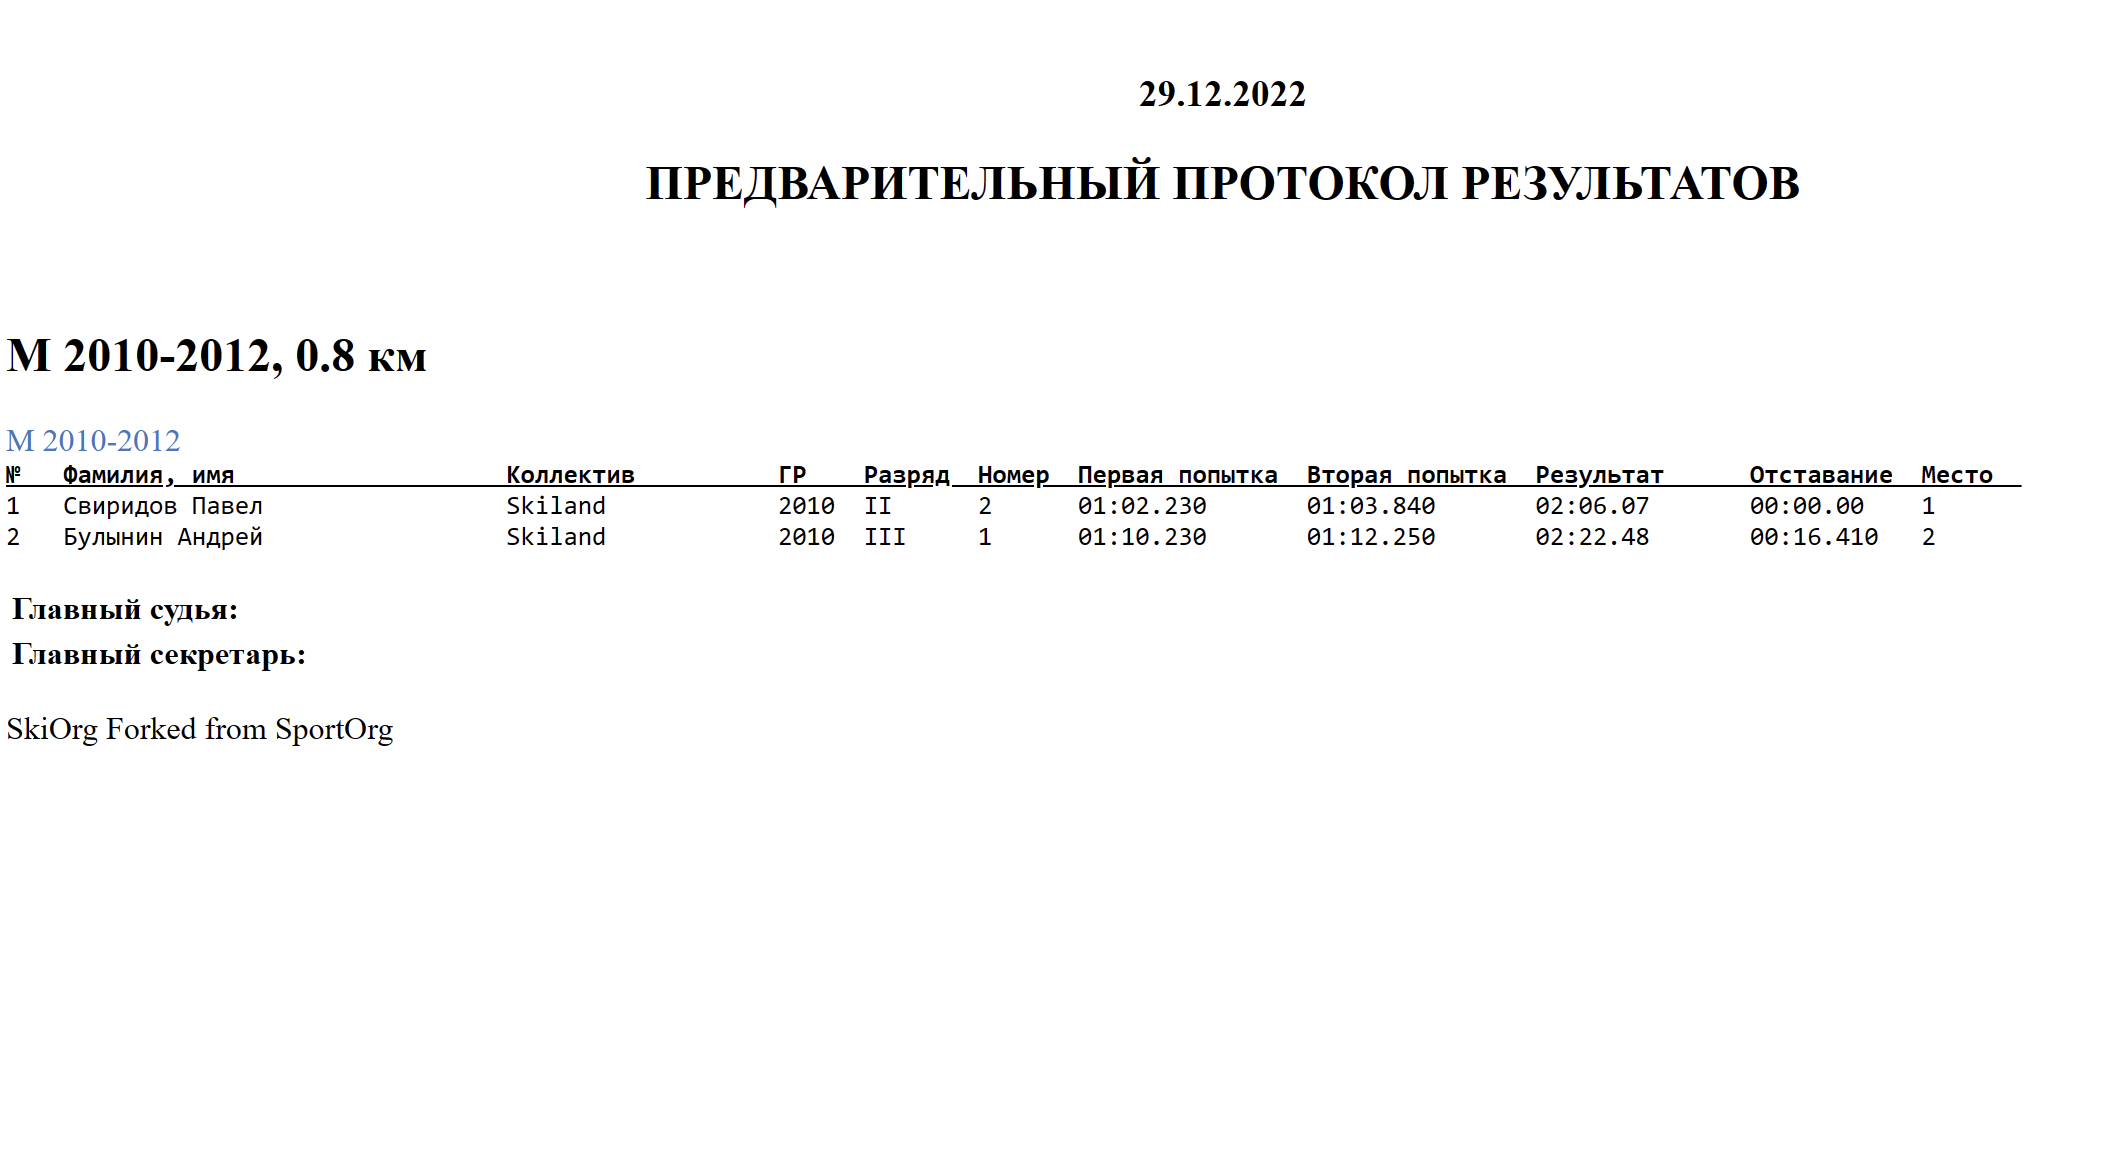 29.12.2022
ПРЕДВАРИТЕЛЬНЫЙ ПРОТОКОЛ РЕЗУЛЬТАТОВ
М 2010-2012, 0.8 км
М 2010-2012
№ Фамилия, имя Коллектив ГР Разряд Номер Первая попытка Вторая попытка Результат Отставание Место
1 Свиридов Павел Skiland 2010 II 2 01:02.230 01:03.840 02:06.07 00:00.00 1
2 Булынин Андрей Skiland 2010 III 1 01:10.230 01:12.250 02:22.48 00:16.410 2
Главный судья:
Главный секретарь:
SkiOrg Forked from SportOrg